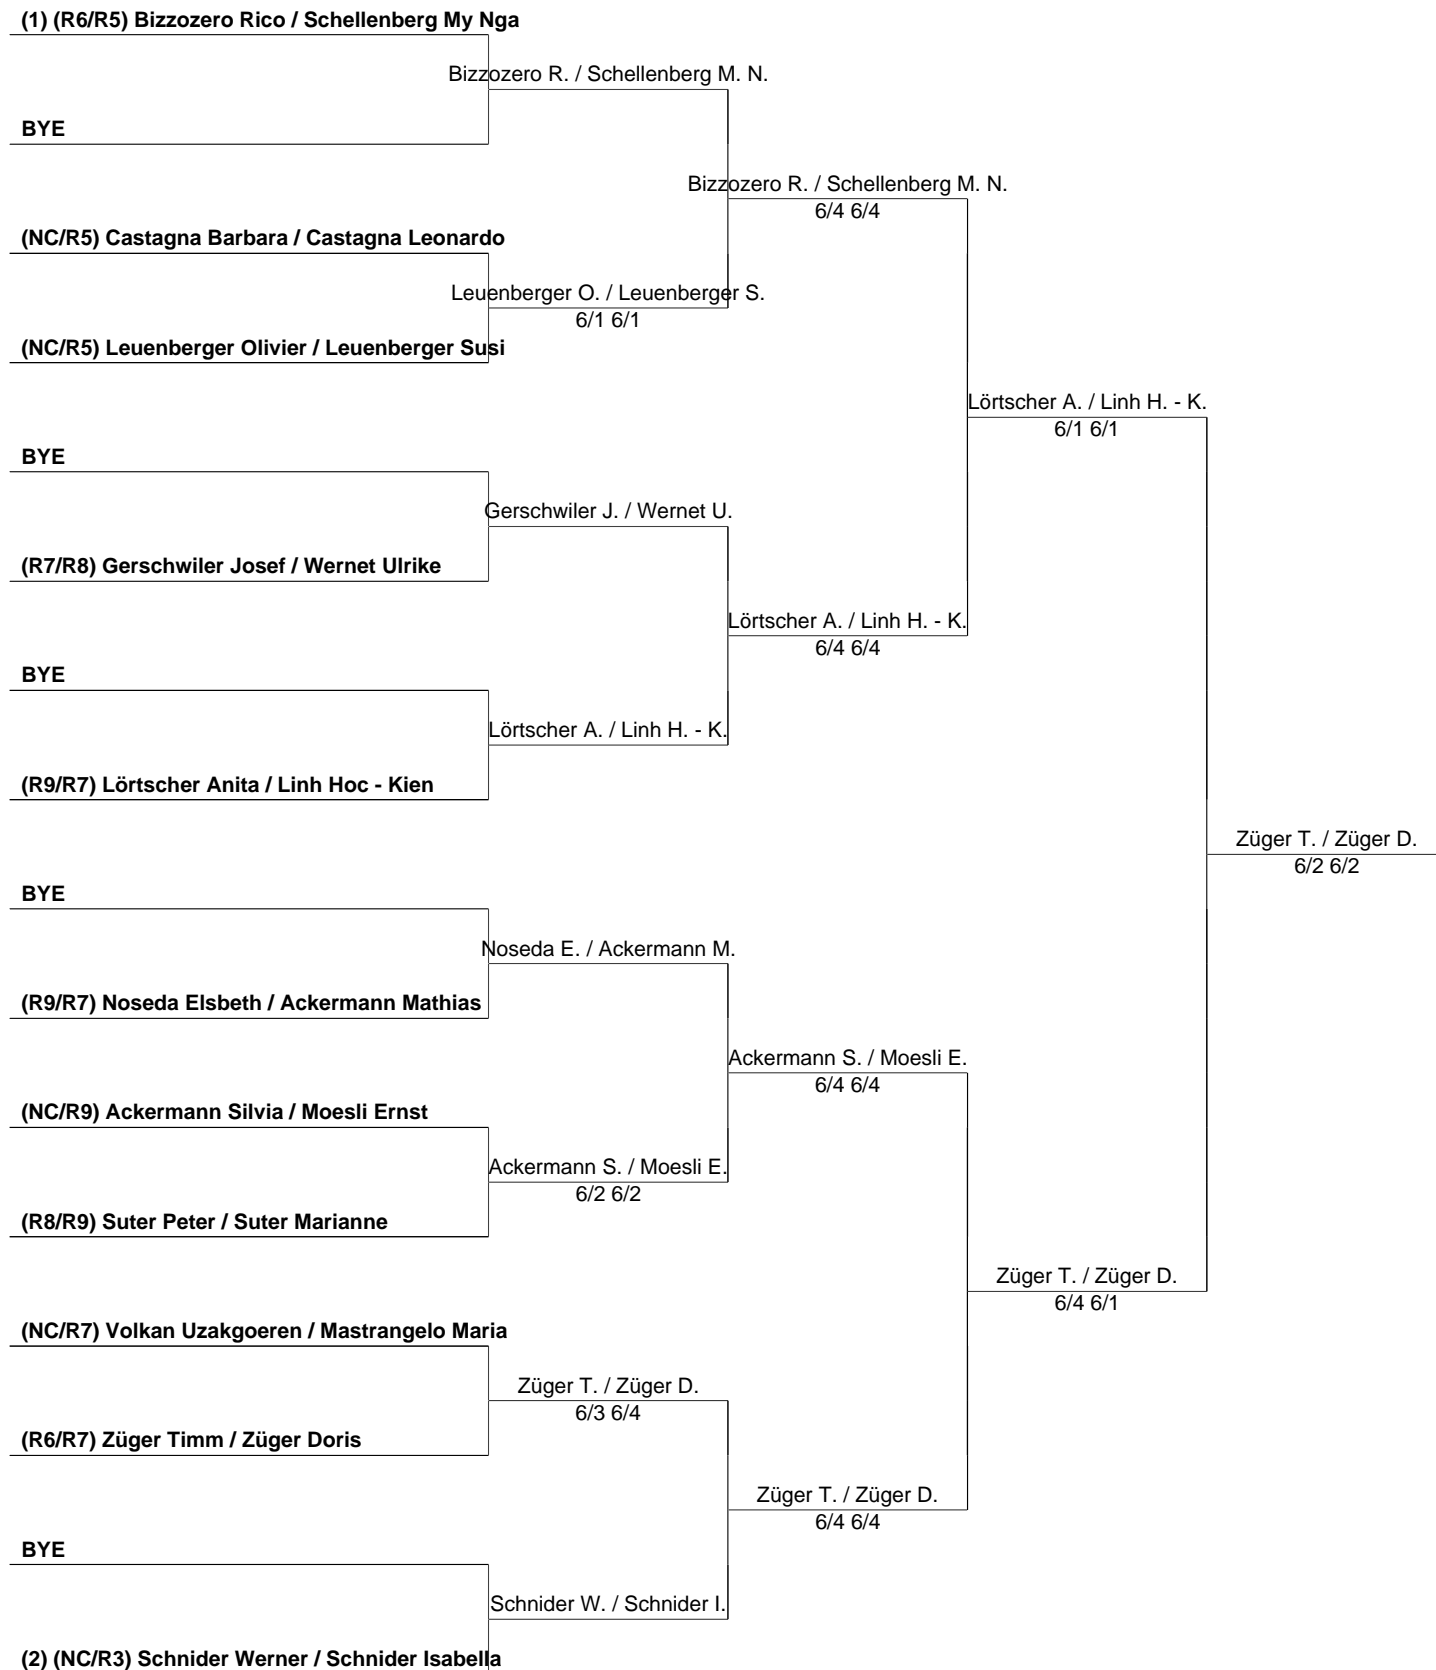 (1) (R6/R5) Bizzozero Rico / Schellenberg My Nga
Bizzozero R. / Schellenberg M. N.
BYE
Bizzozero R. / Schellenberg M. N.
6/4 6/4
(NC/R5) Castagna Barbara / Castagna Leonardo
Leuenberger O. / Leuenberger S.
6/1 6/1
(NC/R5) Leuenberger Olivier / Leuenberger Susi
Lörtscher A. / Linh H. - K.
6/1 6/1
BYE
Gerschwiler J. / Wernet U.
(R7/R8) Gerschwiler Josef / Wernet Ulrike
Lörtscher A. / Linh H. - K.
6/4 6/4
BYE
Lörtscher A. / Linh H. - K.
(R9/R7) Lörtscher Anita / Linh Hoc - Kien
Züger T. / Züger D.
6/2 6/2
BYE
Noseda E. / Ackermann M.
(R9/R7) Noseda Elsbeth / Ackermann Mathias
Ackermann S. / Moesli E.
6/4 6/4
(NC/R9) Ackermann Silvia / Moesli Ernst
Ackermann S. / Moesli E.
6/2 6/2
(R8/R9) Suter Peter / Suter Marianne
Züger T. / Züger D.
6/4 6/1
(NC/R7) Volkan Uzakgoeren / Mastrangelo Maria
Züger T. / Züger D.
6/3 6/4
(R6/R7) Züger Timm / Züger Doris
Züger T. / Züger D.
6/4 6/4
BYE
Schnider W. / Schnider I.
(2) (NC/R3) Schnider Werner / Schnider Isabella